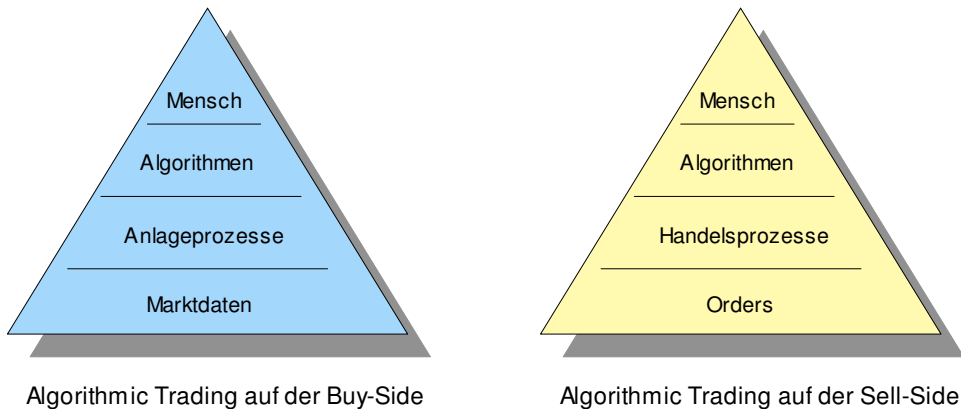 Mensch
Algorithmen
Anlageprozesse
Marktdaten
Algorithmic Trading auf der Buy-Side
Mensch
Algorithmen
Handelsprozesse
Orders
Algorithmic Trading auf der Sell-Side